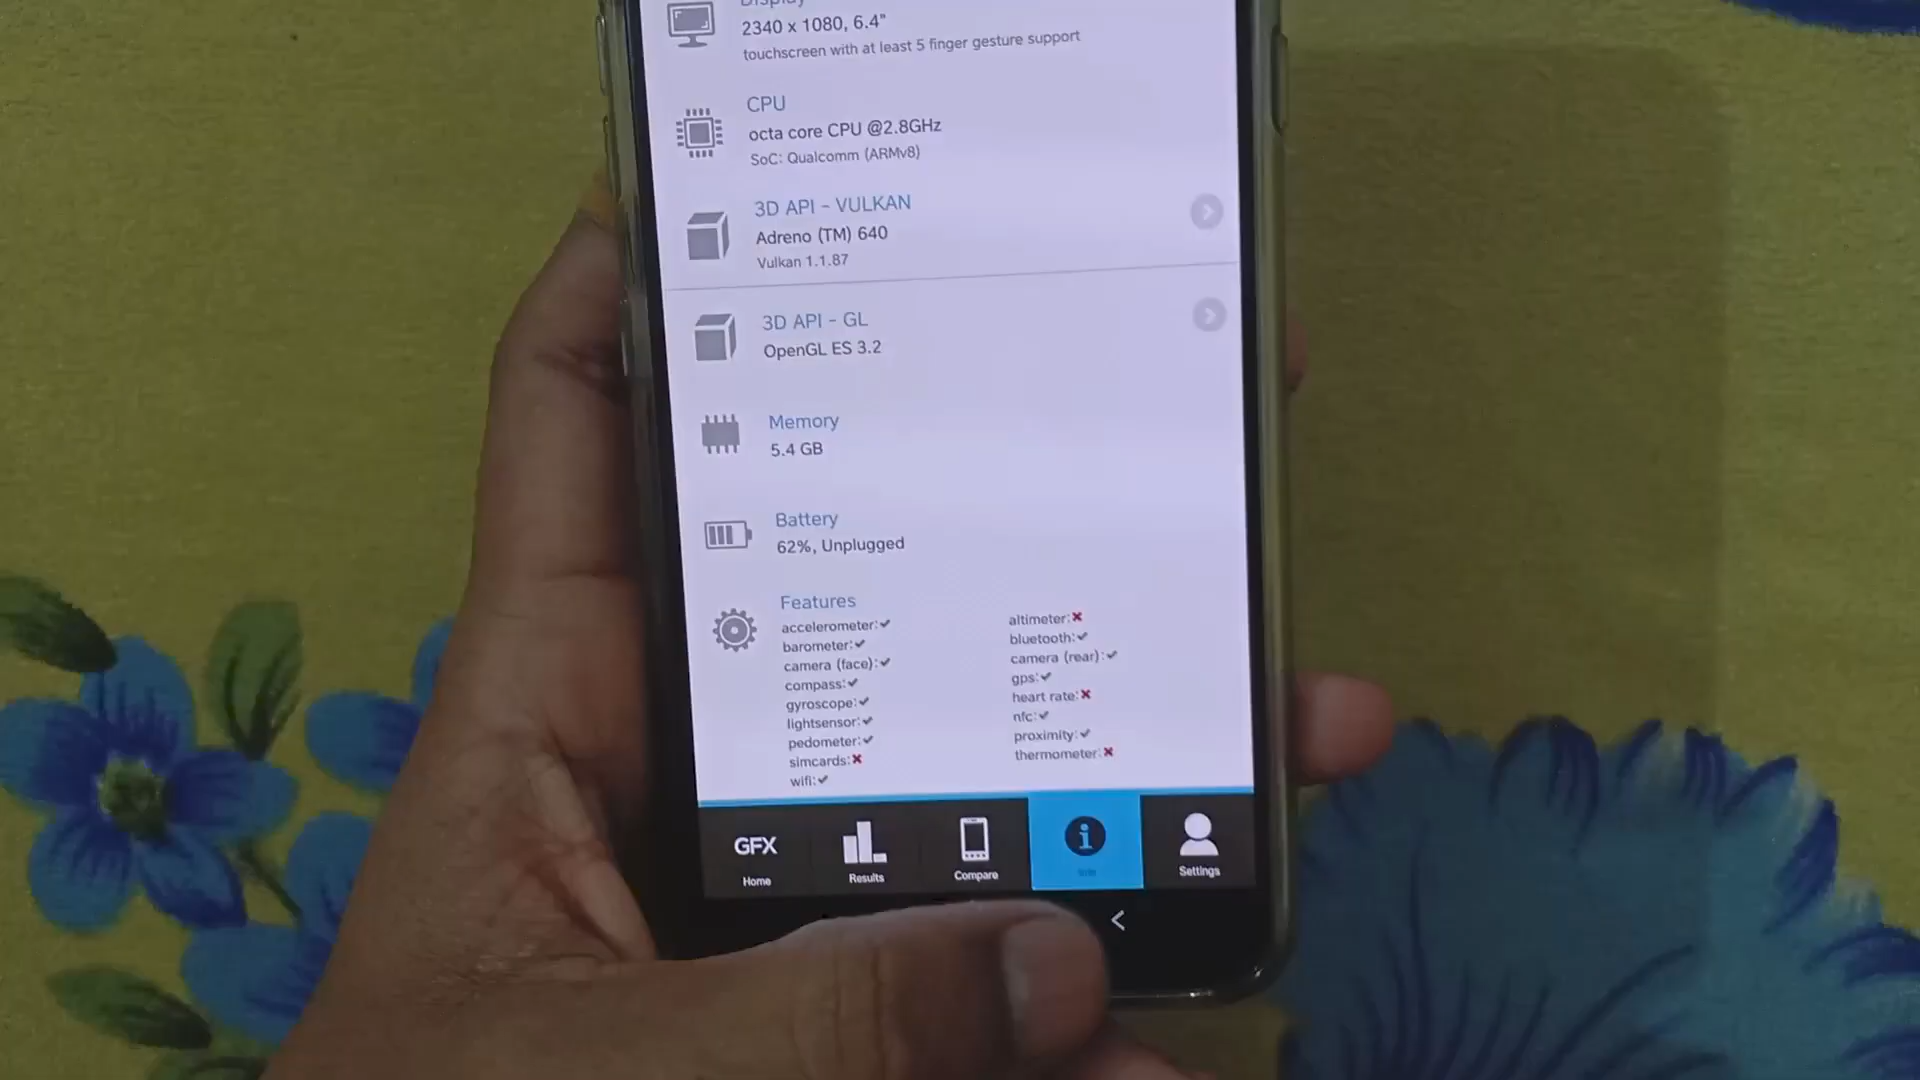 Display
2340 x 1080, 6.4"
touchscreen with at least 5 finger gesture support
CPU
octa core CPU @2.8GHz
SoC: Qualcomm (ARMv8)
3D API - VULKAN
Adreno (TM) 640
Vulkan 1.1.87
3D API - GL
OpenGL ES 3.2
Memory
5.4 GB
Battery
62%, Unplugged
Features
accelerometer:✔ altimeter:✖
barometer:✔ bluetooth:✔
camera (face):✔ camera (rear):✔
compass:✔ gps:✔
gyroscope:✔ heart rate:✖
lightsensor:✔ nfc:✔
pedometer:✔ proximity:✔
simcards:✖ thermometer:✖
wifi:✔
GFX
Home Results Compare Settings